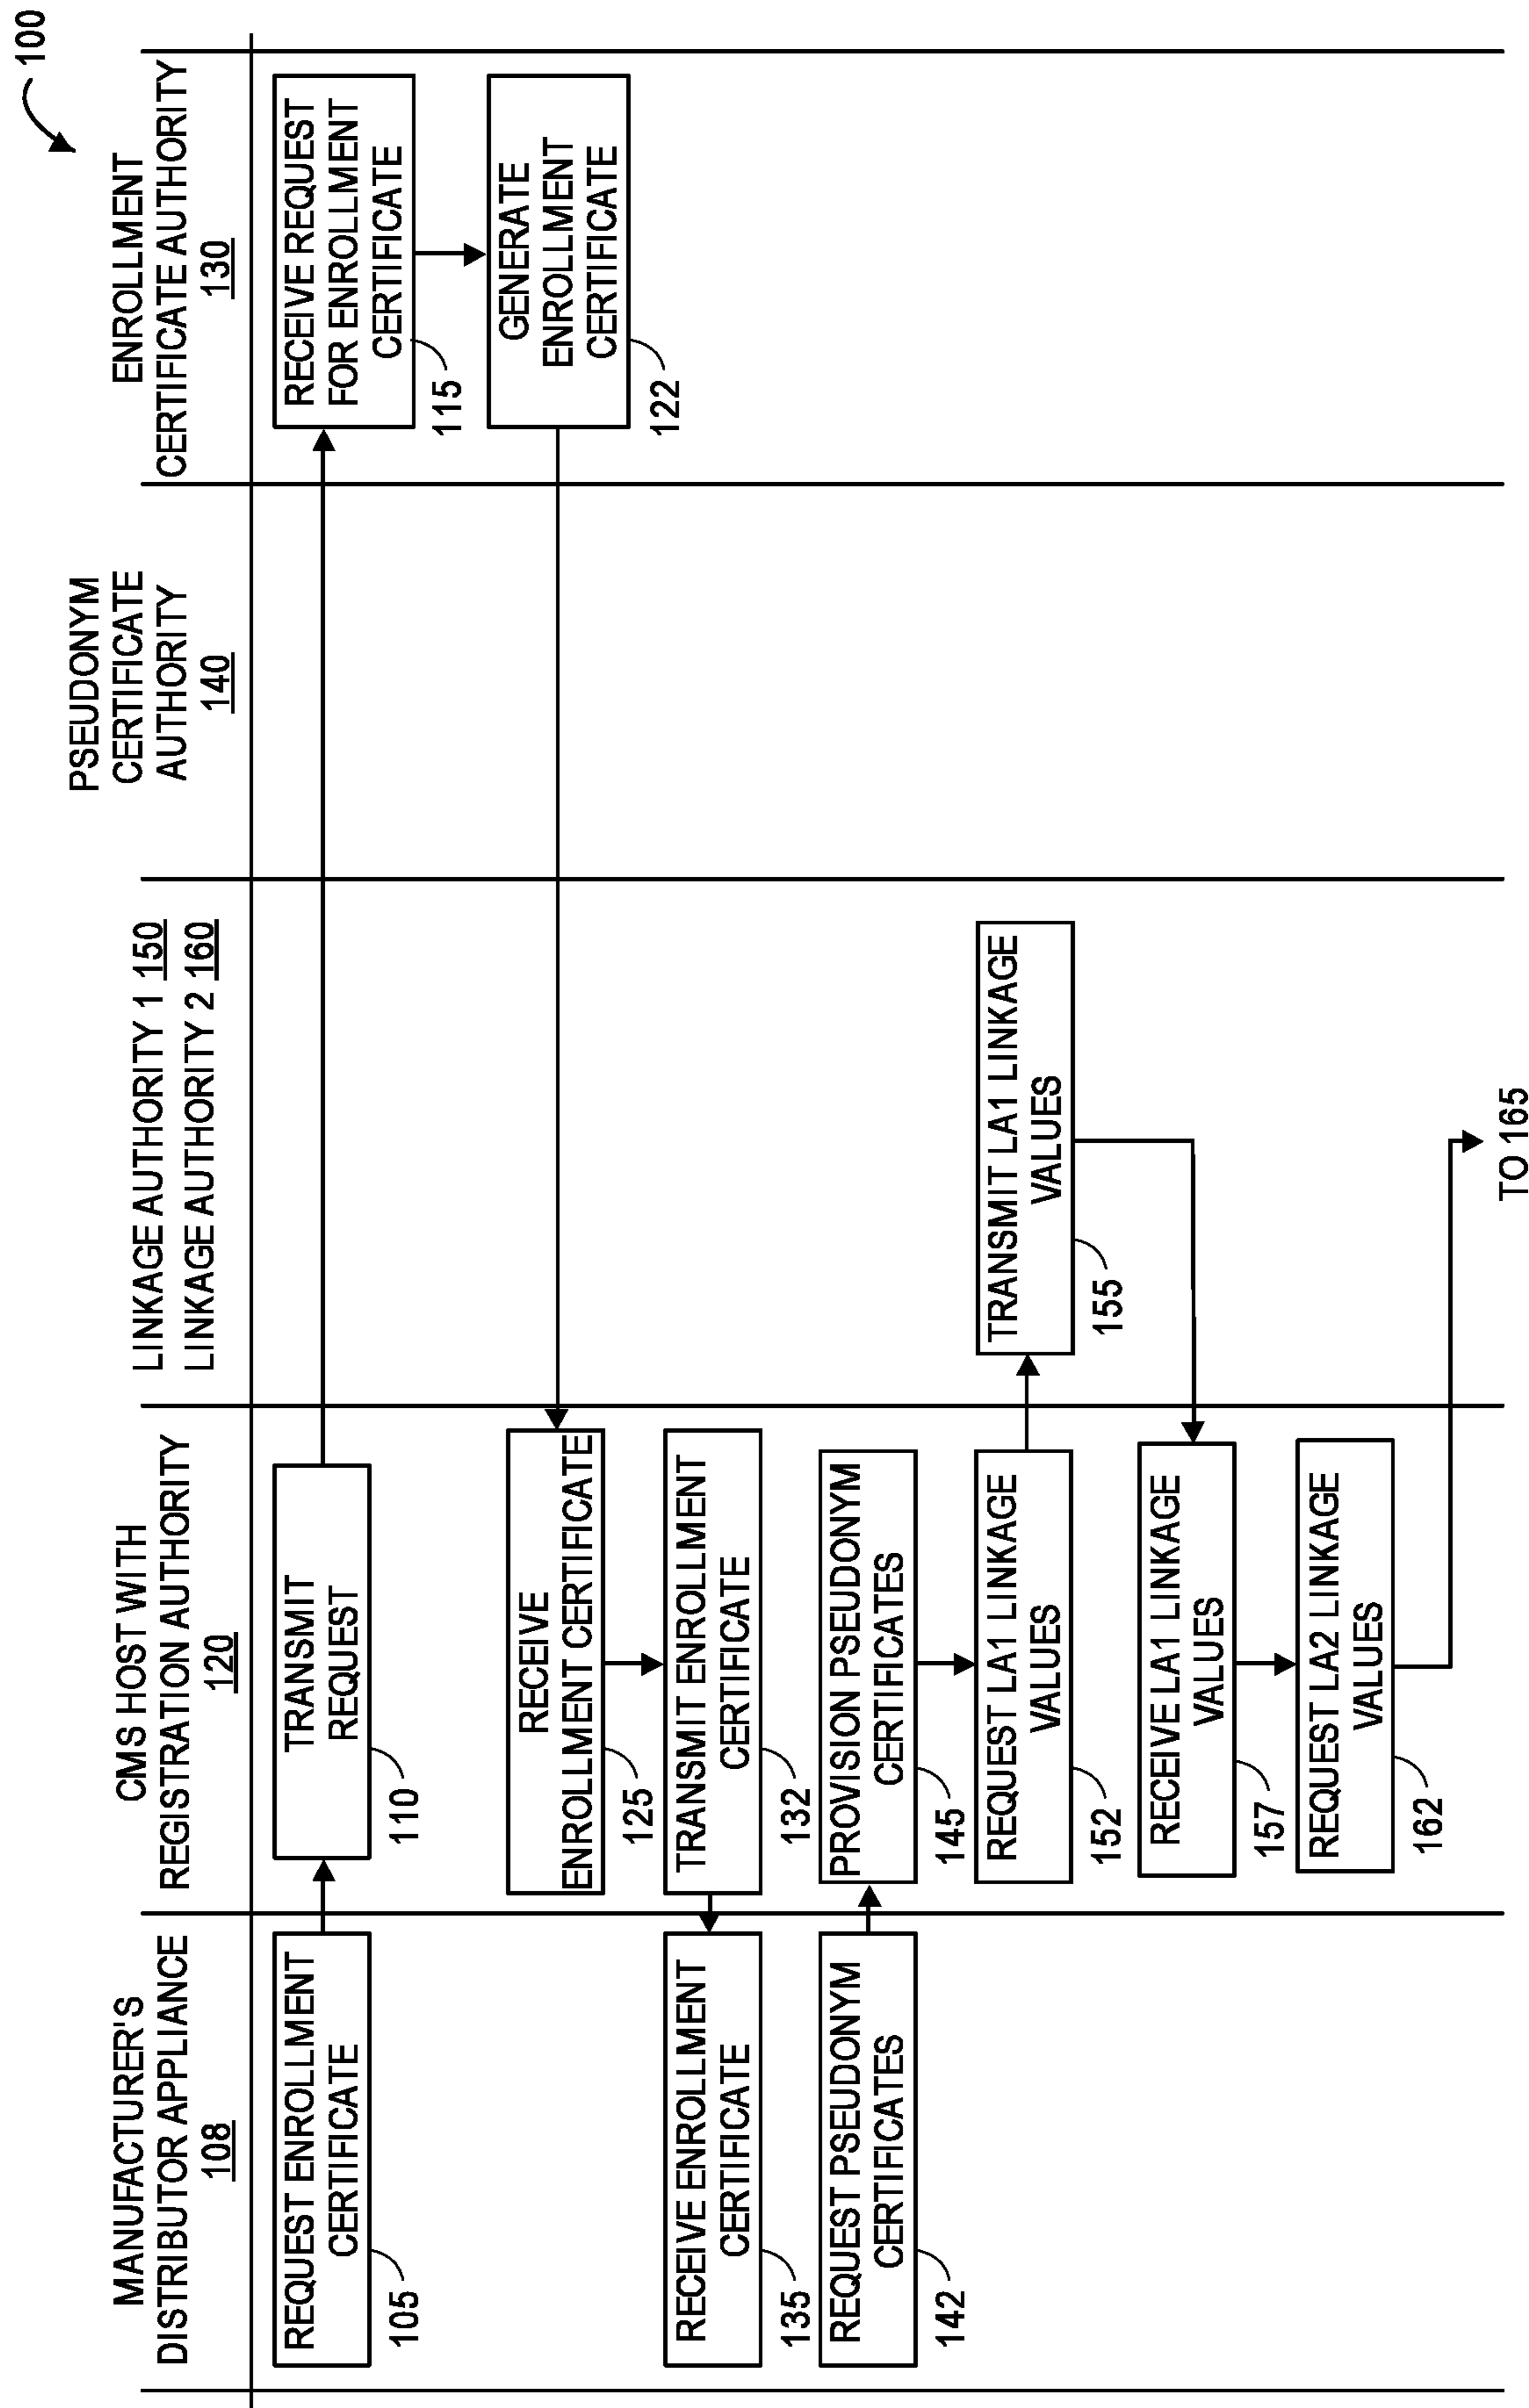 100
MANUFACTURER'S
DISTRIBUTOR APPLIANCE
108
CMS HOST WITH
REGISTRATION AUTHORITY
120
LINKAGE AUTHORITY 1 150
LINKAGE AUTHORITY 2 160
PSEUDONYM
CERTIFICATE
AUTHORITY
140
ENROLLMENT
CERTIFICATE AUTHORITY
130
REQUEST ENROLLMENT
CERTIFICATE
105
TRANSMIT
REQUEST
110
RECEIVE REQUEST
FOR ENROLLMENT
CERTIFICATE
115
GENERATE
ENROLLMENT
CERTIFICATE
122
RECEIVE
ENROLLMENT CERTIFICATE
125
TRANSMIT ENROLLMENT
CERTIFICATE
132
RECEIVE ENROLLMENT
CERTIFICATE
135
REQUEST PSEUDONYM
CERTIFICATES
142
PROVISION PSEUDONYM
CERTIFICATES
145
REQUEST LA1 LINKAGE
VALUES
152
TRANSMIT LA1 LINKAGE
VALUES
155
RECEIVE LA1 LINKAGE
VALUES
157
REQUEST LA2 LINKAGE
VALUES
162
TO 165